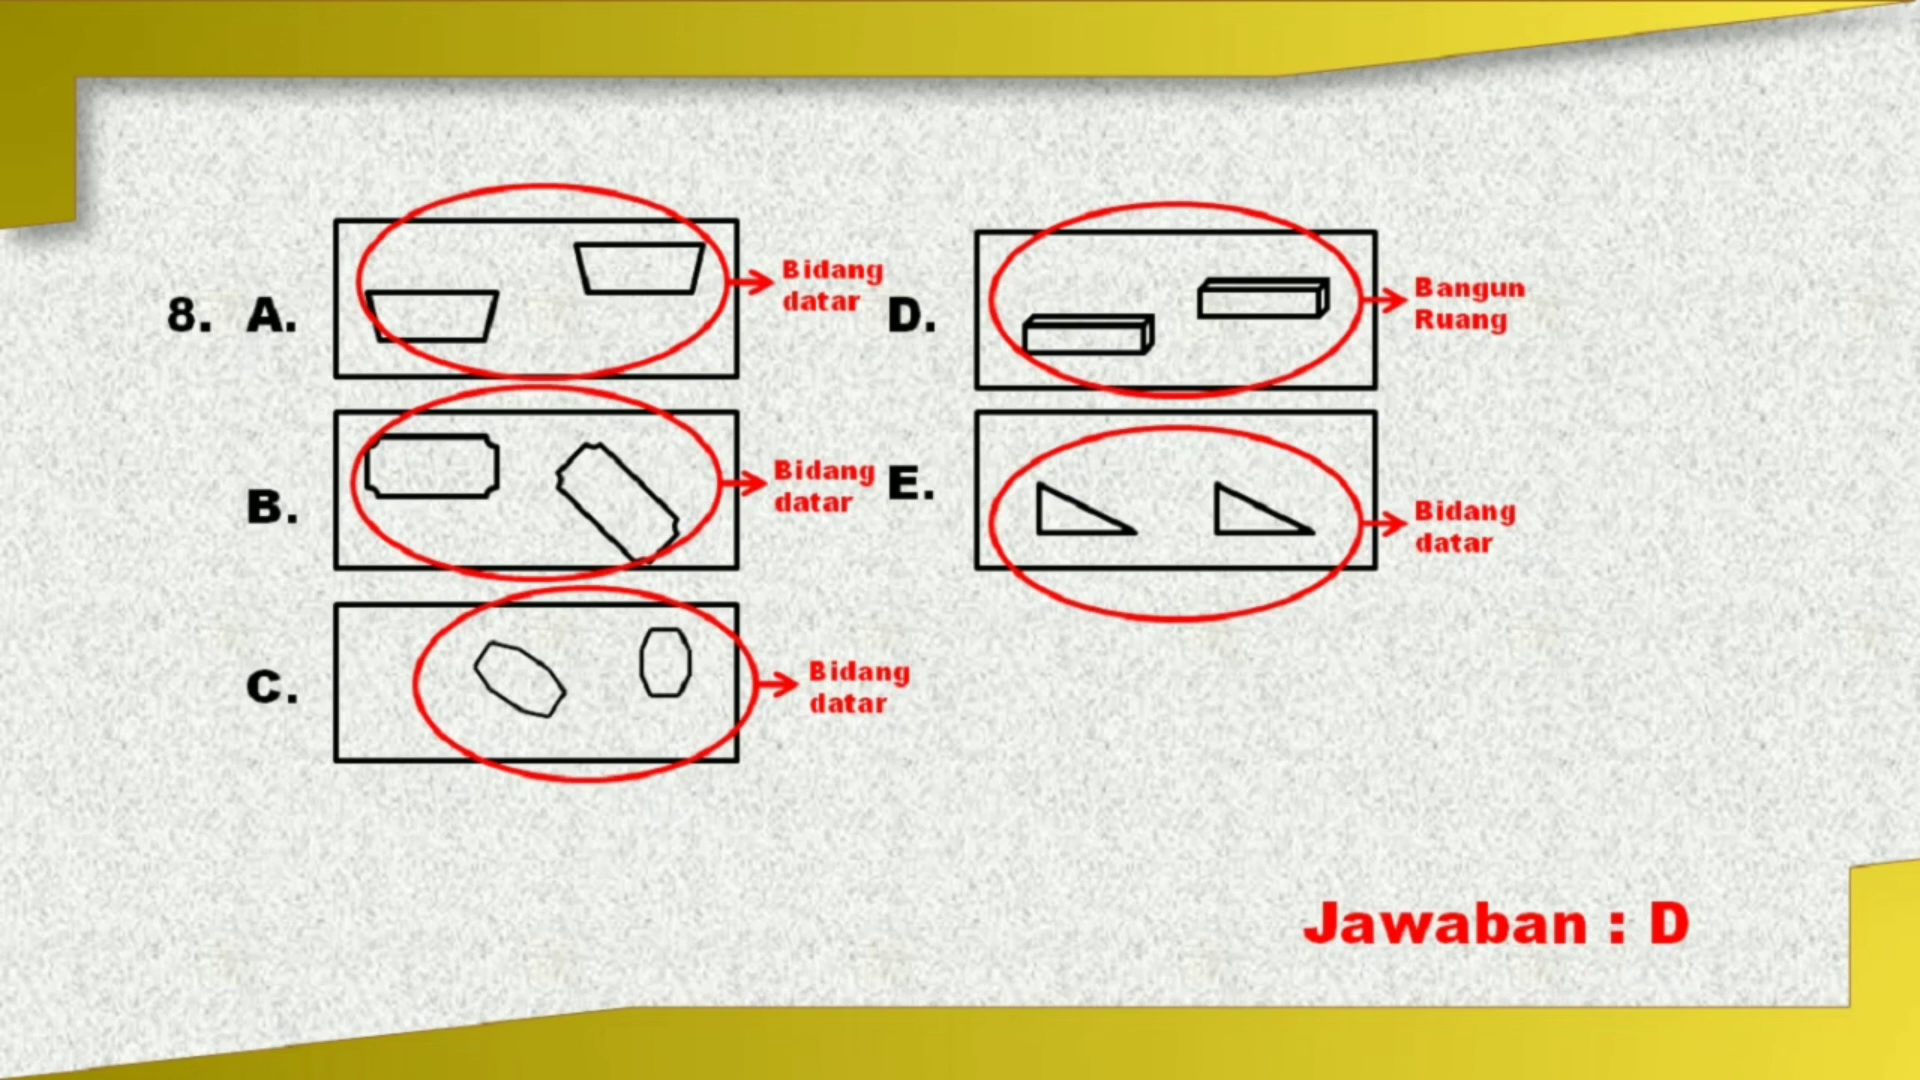 8. A.
Bidang
datar
B.
Bidang
datar
C.
Bidang
datar
D.
Bangun
Ruang
E.
Bidang
datar
Jawaban : D